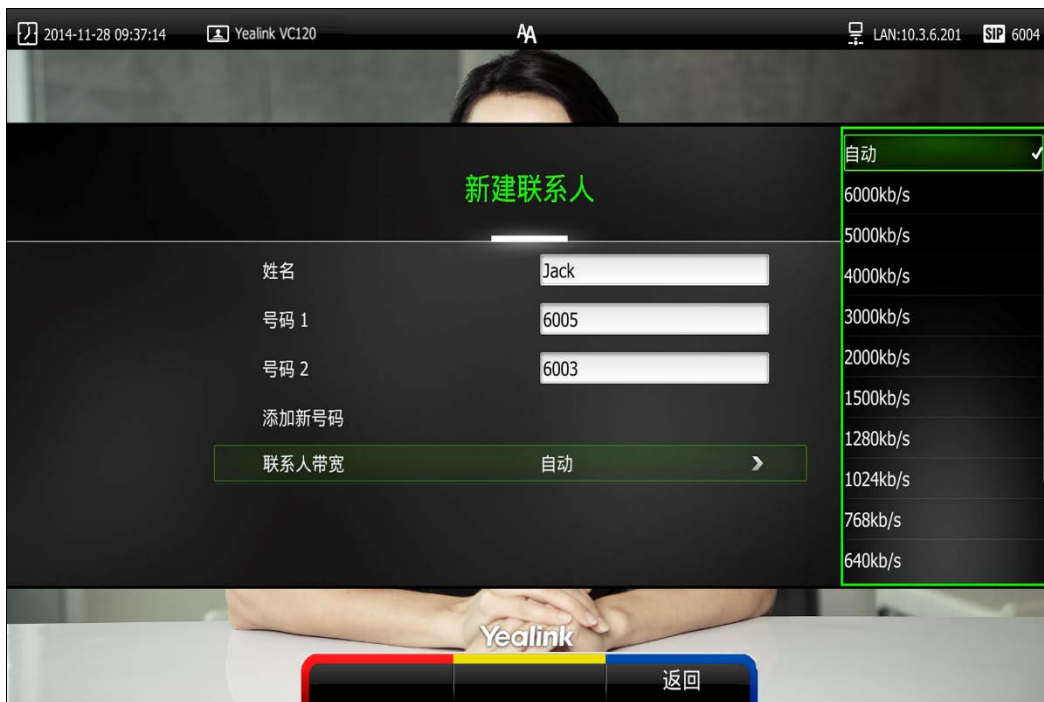 2014-11-28 09:37:14 Yealink VC120 AA LAN:10.3.6.201 SIP 6004
新建联系人
姓名 Jack
号码 1 6005
号码 2 6003
添加新号码
联系人带宽 自动
自动
6000kb/s
5000kb/s
4000kb/s
3000kb/s
2000kb/s
1500kb/s
1280kb/s
1024kb/s
768kb/s
640kb/s
Yealink
返回